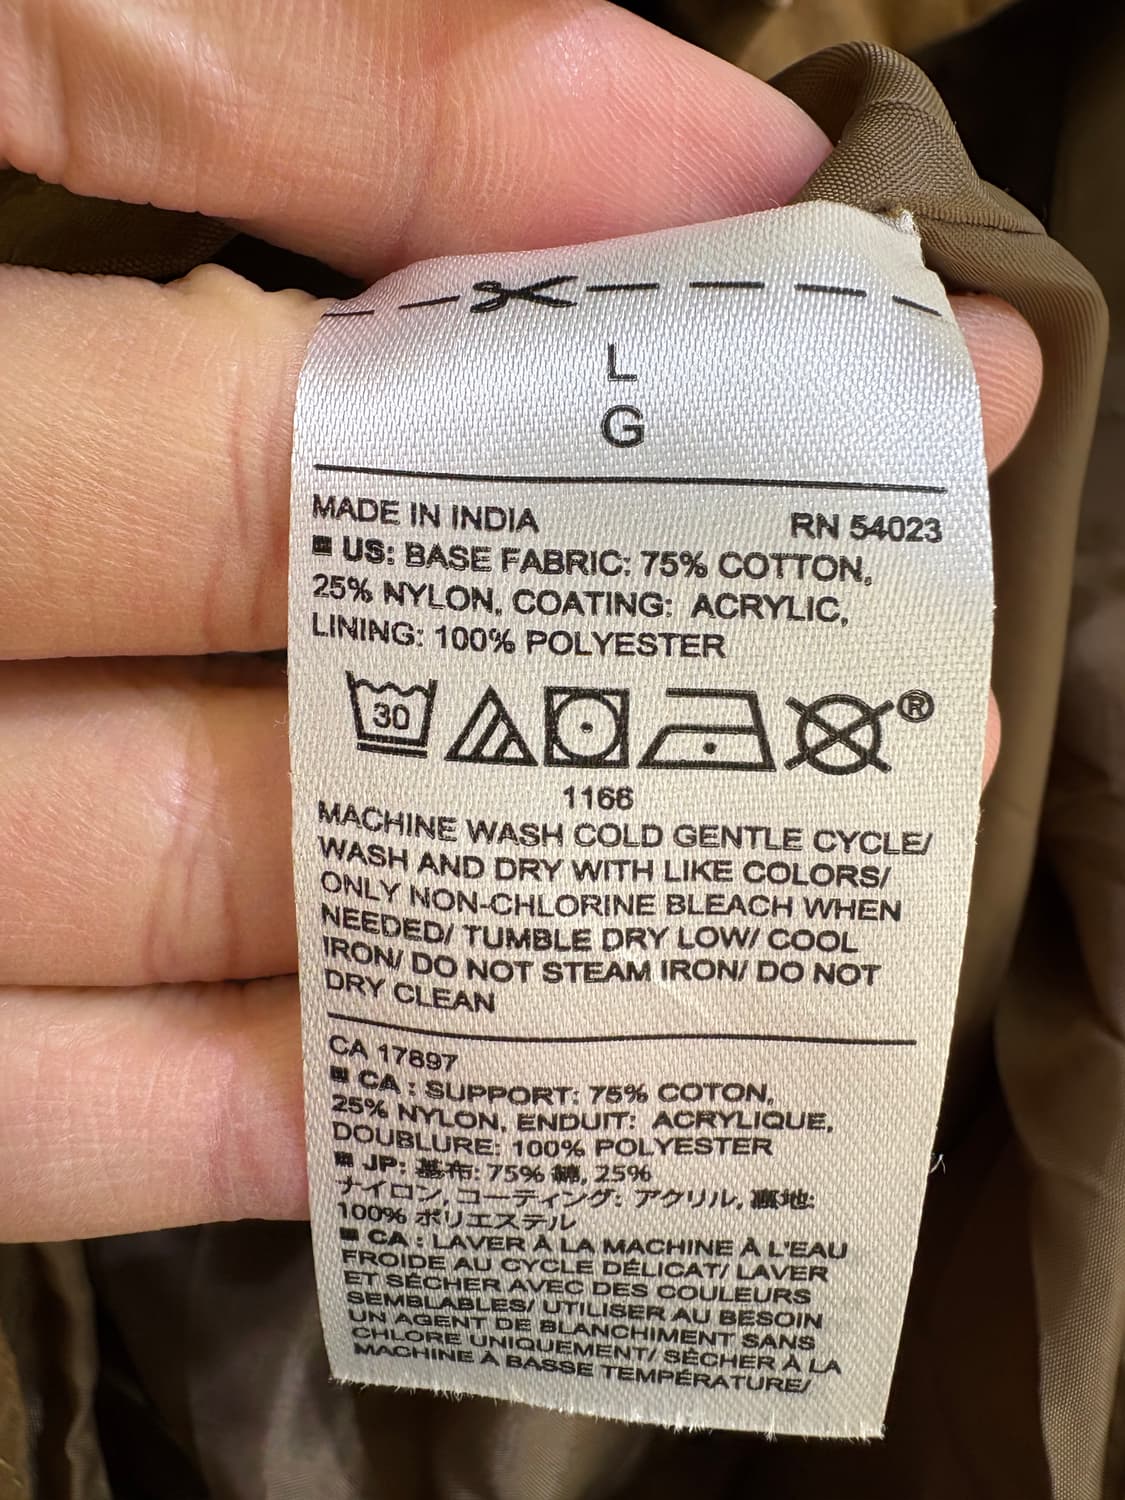 L
G
MADE IN INDIA RN 54023
■ US: BASE FABRIC: 75% COTTON,
25% NYLON, COATING: ACRYLIC,
LINING: 100% POLYESTER
30
®
1166
MACHINE WASH COLD GENTLE CYCLE/
WASH AND DRY WITH LIKE COLORS/
ONLY NON-CHLORINE BLEACH WHEN
NEEDED/ TUMBLE DRY LOW/ COOL
IRON/ DO NOT STEAM IRON/ DO NOT
DRY CLEAN
CA 17897
■ CA : SUPPORT: 75% COTON,
25% NYLON, ENDUIT: ACRYLIQUE,
DOUBLURE: 100% POLYESTER
■ JP: 基布: 75% 綿, 25%
ナイロン, コーティング: アクリル, 裏地:
100% ポリエステル
■ CA : LAVER À LA MACHINE À L'EAU
FROIDE AU CYCLE DÉLICAT/ LAVER
ET SÉCHER AVEC DES COULEURS
SEMBLABLES/ UTILISER AU BESOIN
UN AGENT DE BLANCHIMENT SANS
CHLORE UNIQUEMENT/ SÉCHER À LA
MACHINE À BASSE TEMPÉRATURE/